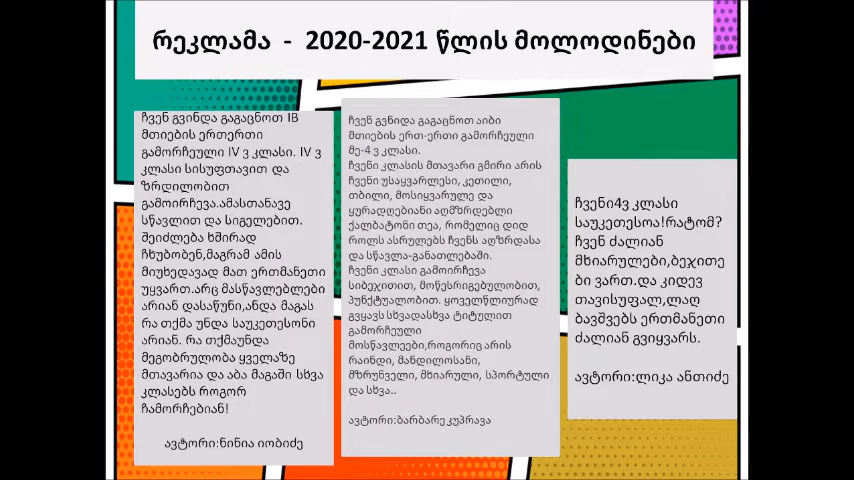 რეკლამა - 2020-2021 წლის მოლოდინები
ჩვენ გვინდა გაგაცნოთ IB
მთიების ერთერთი
გამორჩეული IV ვ კლასი. IV ვ
კლასი სისუფთავით და
ზრდილობით
გამოირჩევა.ამასთანავე
სწავლით და სიგელებით.
შეიძლება ხშირად
ჩხუბობენ,მაგრამ ამის
მიუხედავად მათ ერთმანეთი
უყვართ.არც მასწავლებლები
არიან დასაწუნი,ანდა მაგას
რა თქმა უნდა საუკეთესონი
არიან. რა თქმაუნდა
მეგობრულობა ყველაზე
მთავარია და აბა მაგაში სხვა
კლასებს როგორ
ჩამორჩებიან!
ავტორი:ნინია იობიძე
ჩვენ გვნიდა გაგაცნოთ აიბი
მთიების ერთ-ერთი გამორჩეული
მე-4 ვ კლასი.
ჩვენი კლასის მთავარი გმირი არის
ჩვენი უსაყვარლესი, კეთილი,
თბილი, მოსიყვარულე და
ყურადღებიანი აღმზრდებლი
ქალბატონი თეა, რომელიც დიდ
როლს ასრულებს ჩვენს აღზრდასა
და სწავლა-განათლებაში.
ჩვენი კლასი გამოირჩევა
სიბეჯითით, მოწესრიგებულობით,
პუნქტუალობით. ყოველწლიურად
გვყავს სხვადასხვა ტიტულით
გამორჩეული
მოსწავლეები,როგორიც არის
რაინდი, მანდილოსანი,
მზრუნველი, მხიარული, სპორტული
და სხვა..
ავტორი:ბარბარე კუპრავა
ჩვენი4ვ კლასი
საუკეთესოა!რატომ?
ჩვენ ძალიან
მხიარულები,ბეჯითე
ბი ვართ.და კიდევ
თავისუფალ,ლაღ
ბავშვებს ერთმანეთი
ძალიან გვიყვარს.
ავტორი:ლიკა ანთიძე